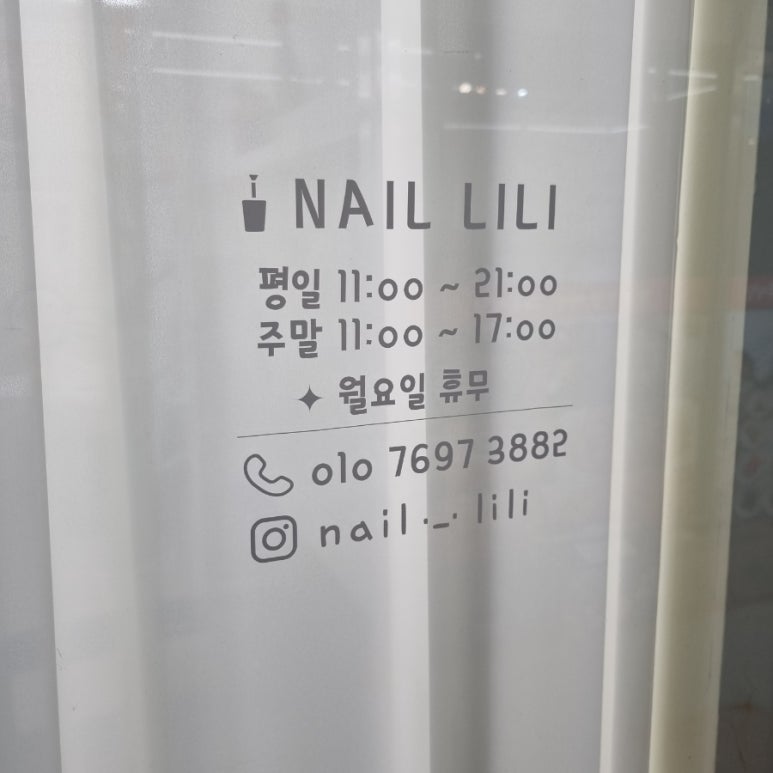 NAIL LILI
평일 11:00 ~ 21:00
주말 11:00 ~ 17:00
✦ 월요일 휴무
010 7697 3882
nail ._. lili